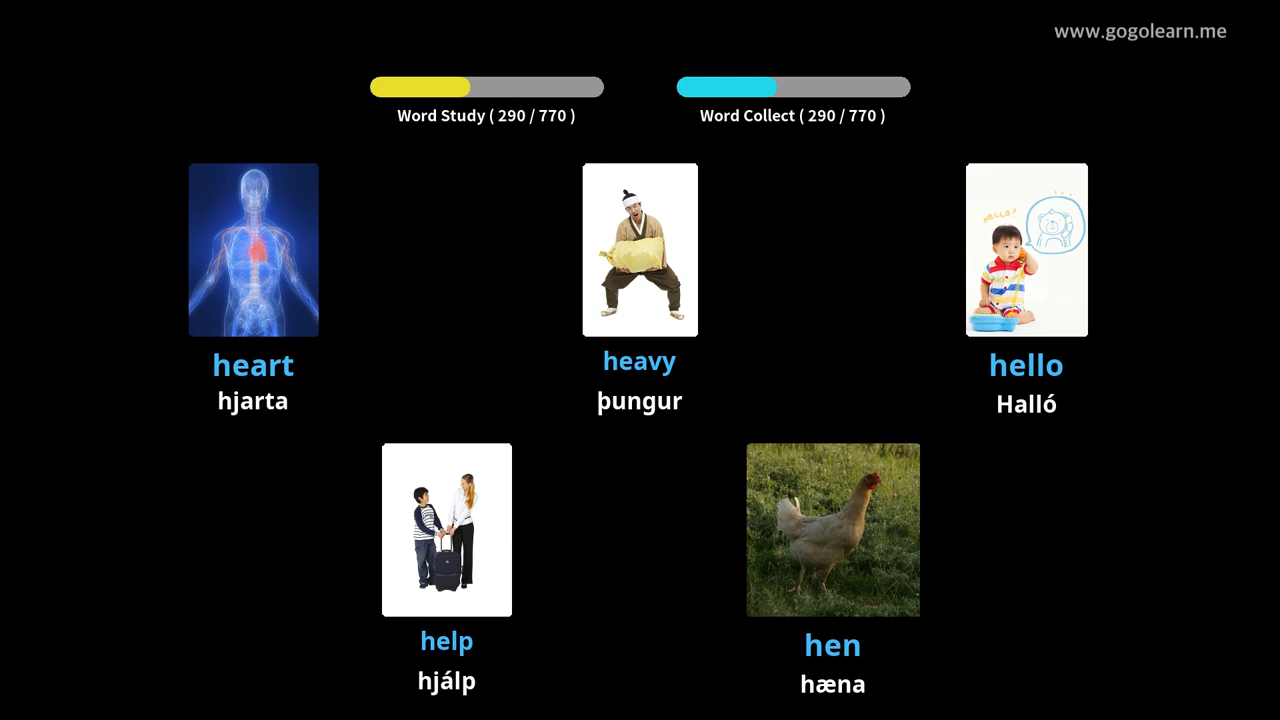 www.gogolearn.me
Word Study ( 290 / 770 )
Word Collect ( 290 / 770 )
HELLO?
heart
hjarta
heavy
þungur
hello
Halló
help
hjálp
hen
hæna